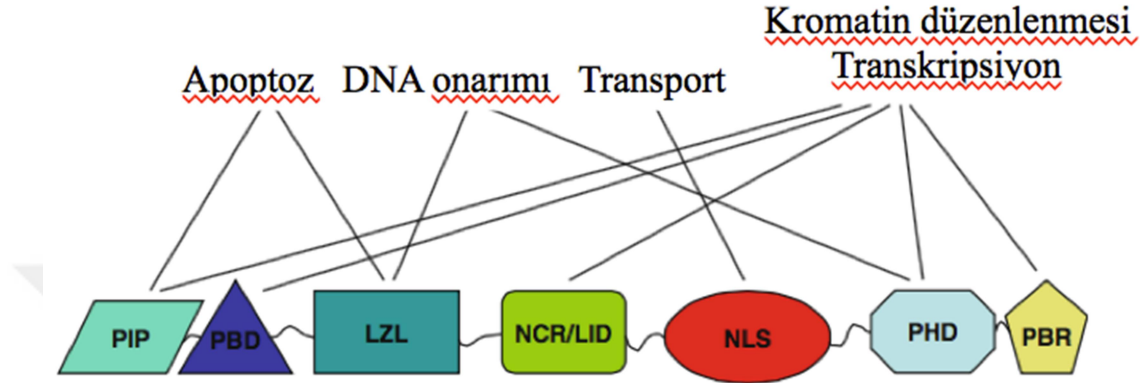 Kromatin düzenlenmesi
Apoptoz DNA onarımı Transport Transkripsiyon
PIP PBD LZL NCR/LID NLS PHD PBR